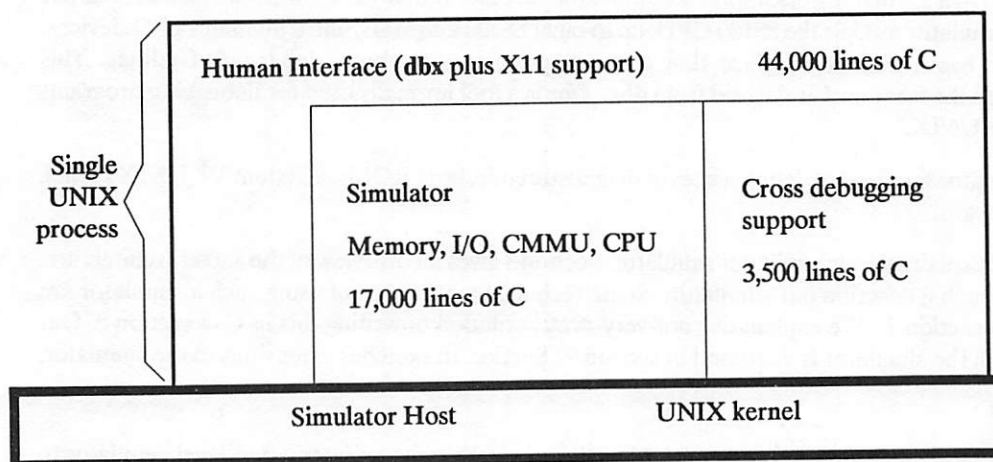 Human Interface (dbx plus X11 support)
44,000 lines of C
Single
UNIX
process
Simulator
Memory, I/O, CMMU, CPU
17,000 lines of C
Cross debugging
support
3,500 lines of C
Simulator Host
UNIX kernel